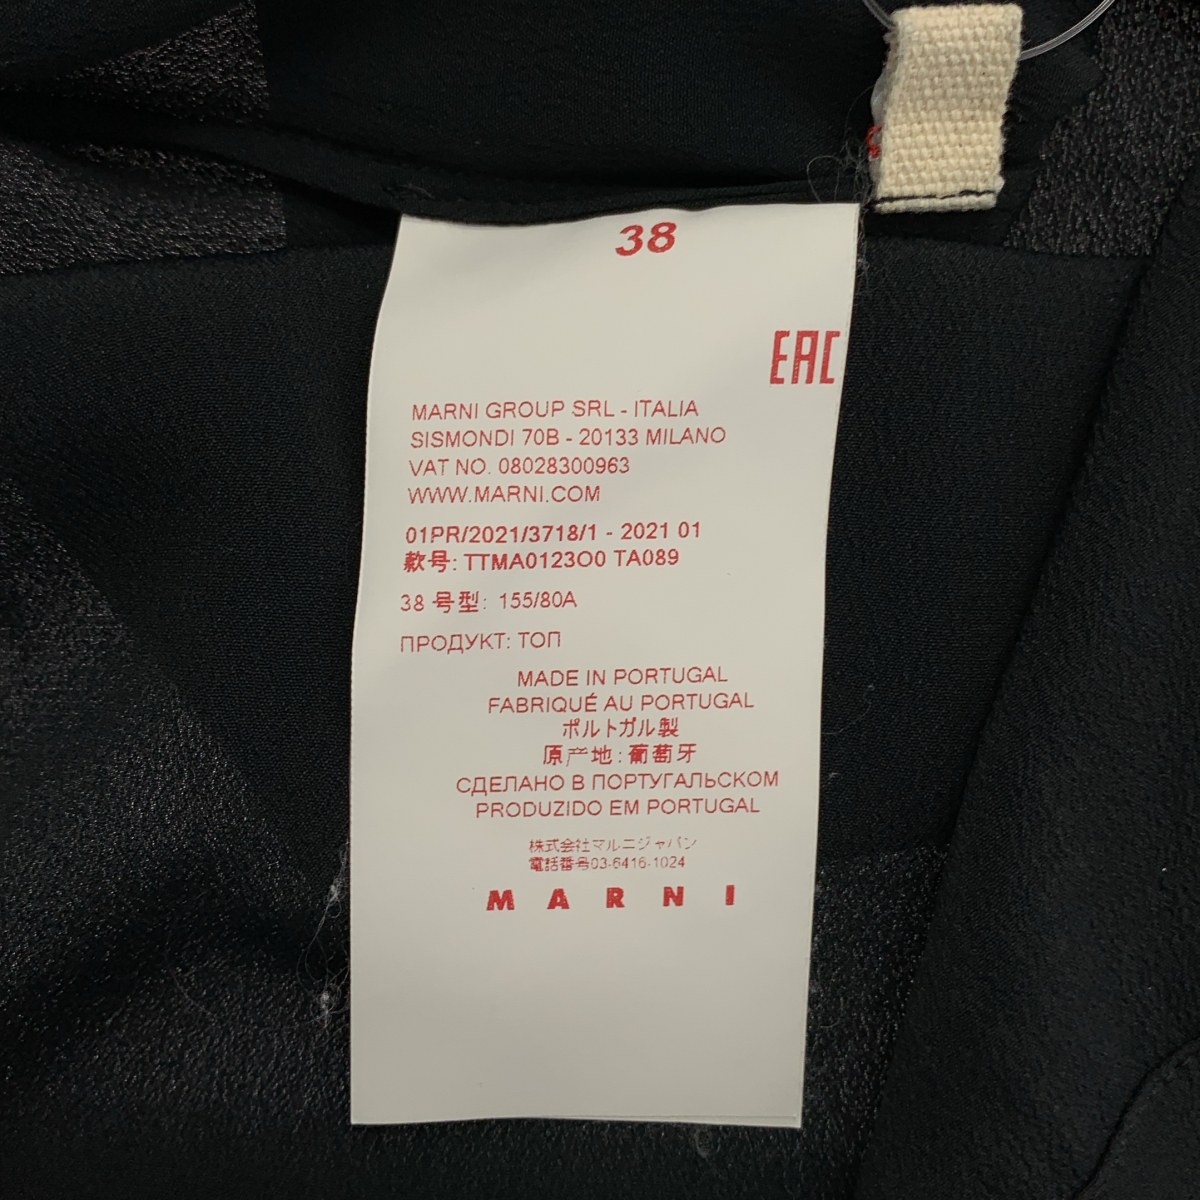 38
EAC
MARNI GROUP SRL - ITALIA
SISMONDI 70B - 20133 MILANO
VAT NO. 08028300963
WWW.MARNI.COM
01PR/2021/3718/1 - 2021 01
款号: TTMA0123O0 TA089
38 号型: 155/80A
ПРОДУКТ: ТОП
MADE IN PORTUGAL
FABRIQUÉ AU PORTUGAL
ポルトガル製
原产地: 葡萄牙
СДЕЛАНО В ПОРТУГАЛЬСКОМ
PRODUZIDO EM PORTUGAL
株式会社マルニジャパン
電話番号03-6416-1024
MARNI